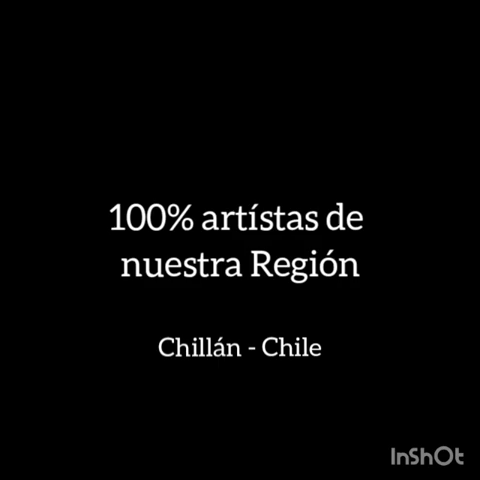 100% artístas de
nuestra Región
Chillán - Chile
InShOt